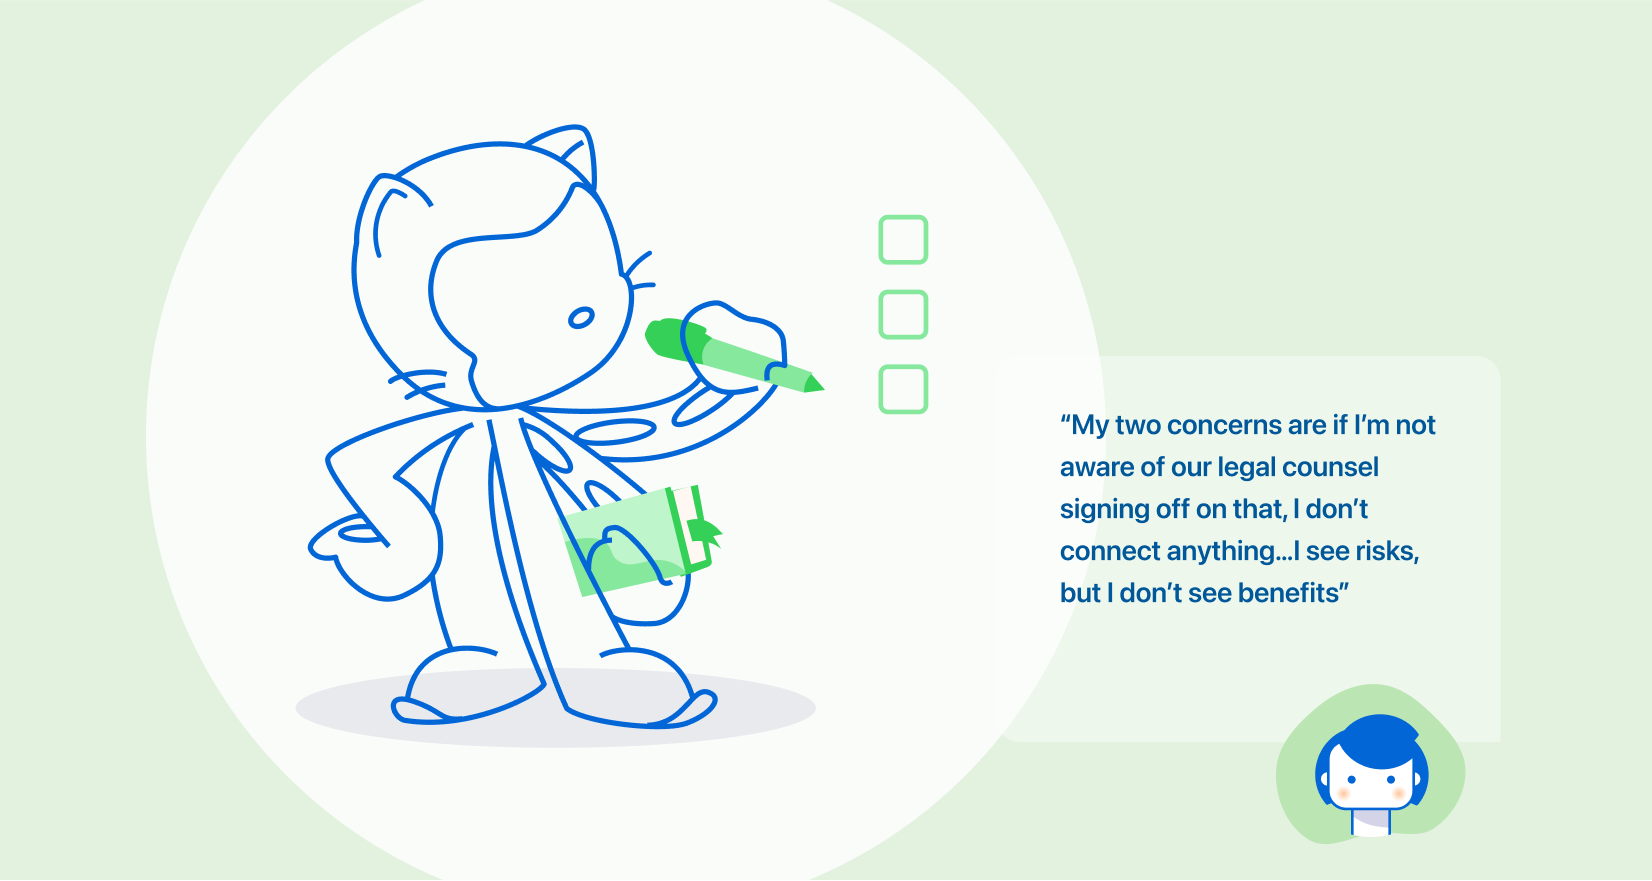 “My two concerns are if I’m not
aware of our legal counsel
signing off on that, I don’t
connect anything...I see risks,
but I don’t see benefits”